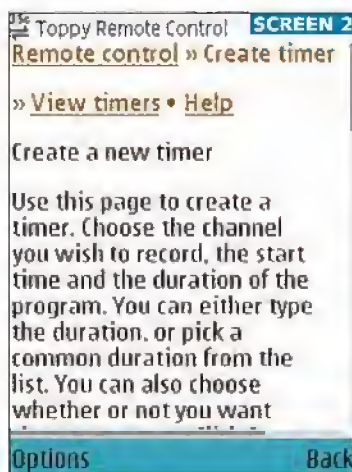 Toppy Remote Control SCREEN 2
Remote control » Create timer
» View timers • Help
Create a new timer
Use this page to create a
timer. Choose the channel
you wish to record, the start
time and the duration of the
program. You can either type
the duration, or pick a
common duration from the
list. You can also choose
whether or not you want
Options Back